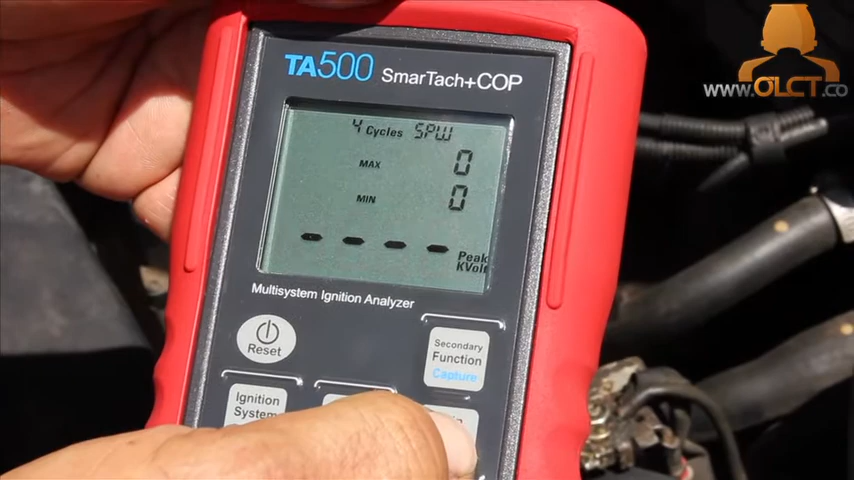 www.OLCT.co
TA500 SmarTach+COP
4 Cycles SPW
MAX 0
MIN 0
- - - - Peak
KVolt
Multisystem Ignition Analyzer
Reset
Secondary
Function
Capture
Ignition
System